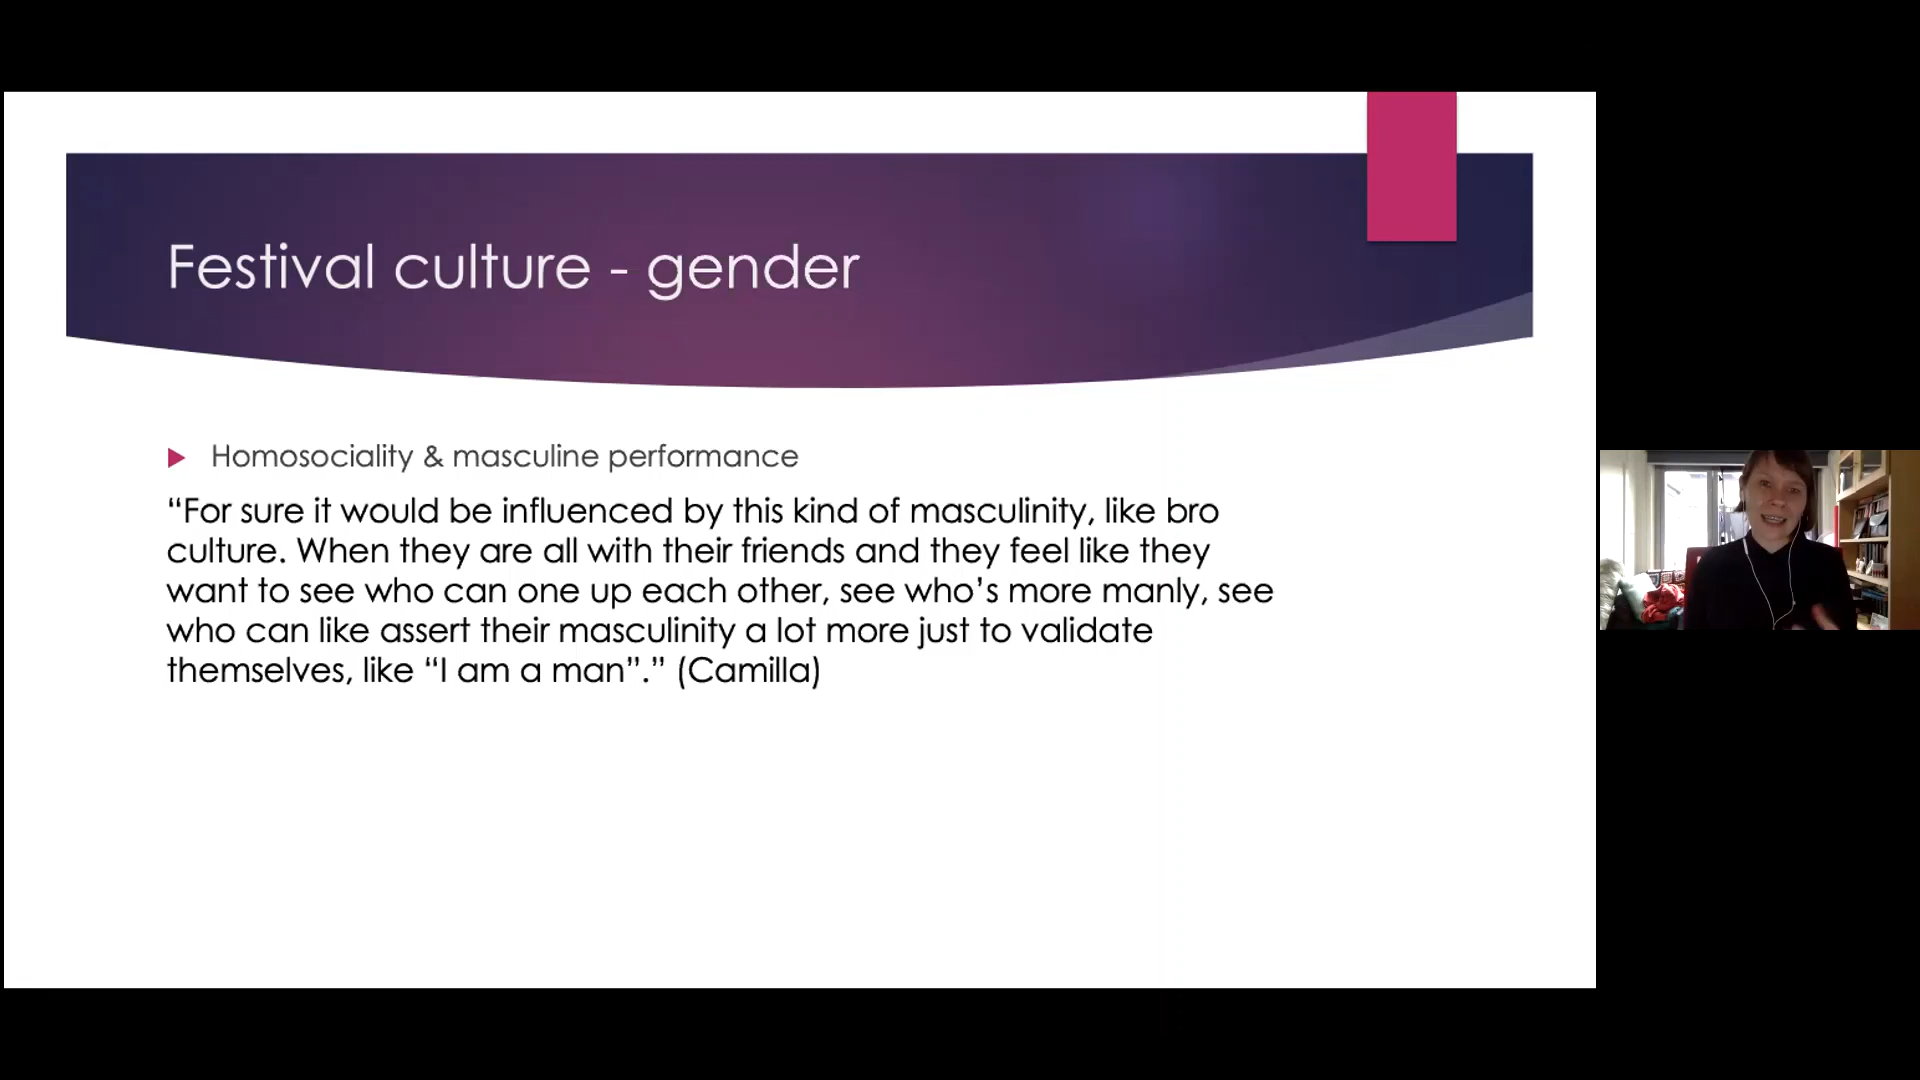 Festival culture - gender
Homosociality & masculine performance
“For sure it would be influenced by this kind of masculinity, like bro
culture. When they are all with their friends and they feel like they
want to see who can one up each other, see who’s more manly, see
who can like assert their masculinity a lot more just to validate
themselves, like “I am a man”.” (Camilla)